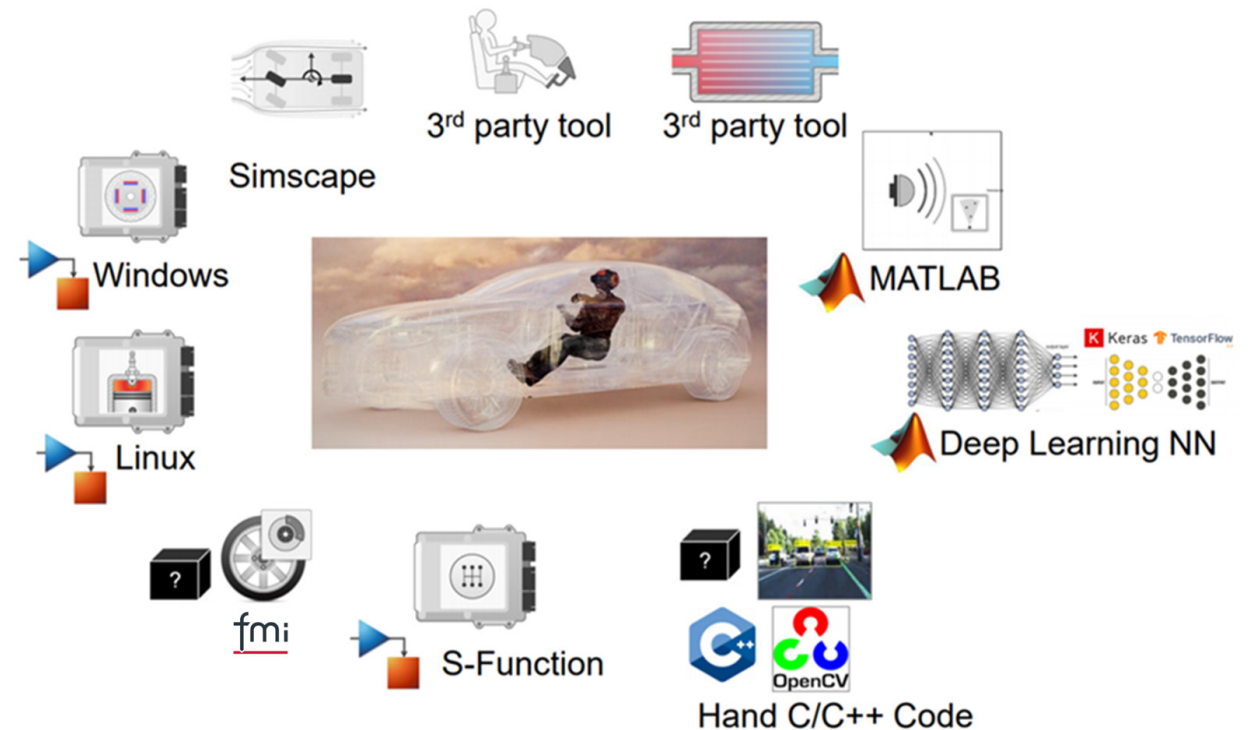 3rd party tool
3rd party tool
Simscape
Windows
MATLAB
K Keras TensorFlow
Linux
Deep Learning NN
?
?
fmi
C++
S-Function
OpenCV
Hand C/C++ Code